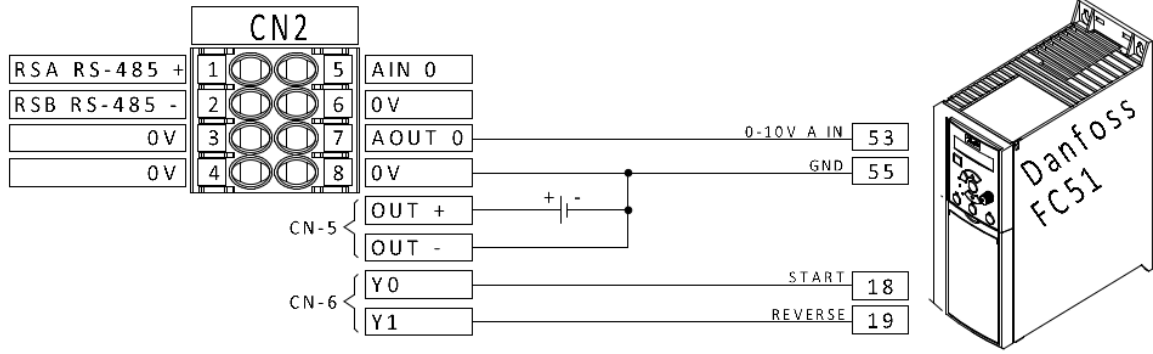 CN2
RSA RS-485 + 1 5 AIN 0
RSB RS-485 - 2 6 0V
0V 3 7 AOUT 0 0-10V A IN 53
0V 4 8 0V GND 55
CN-5 OUT + + -
OUT -
CN-6 Y0 START 18
Y1 REVERSE 19
Danfoss
FC51